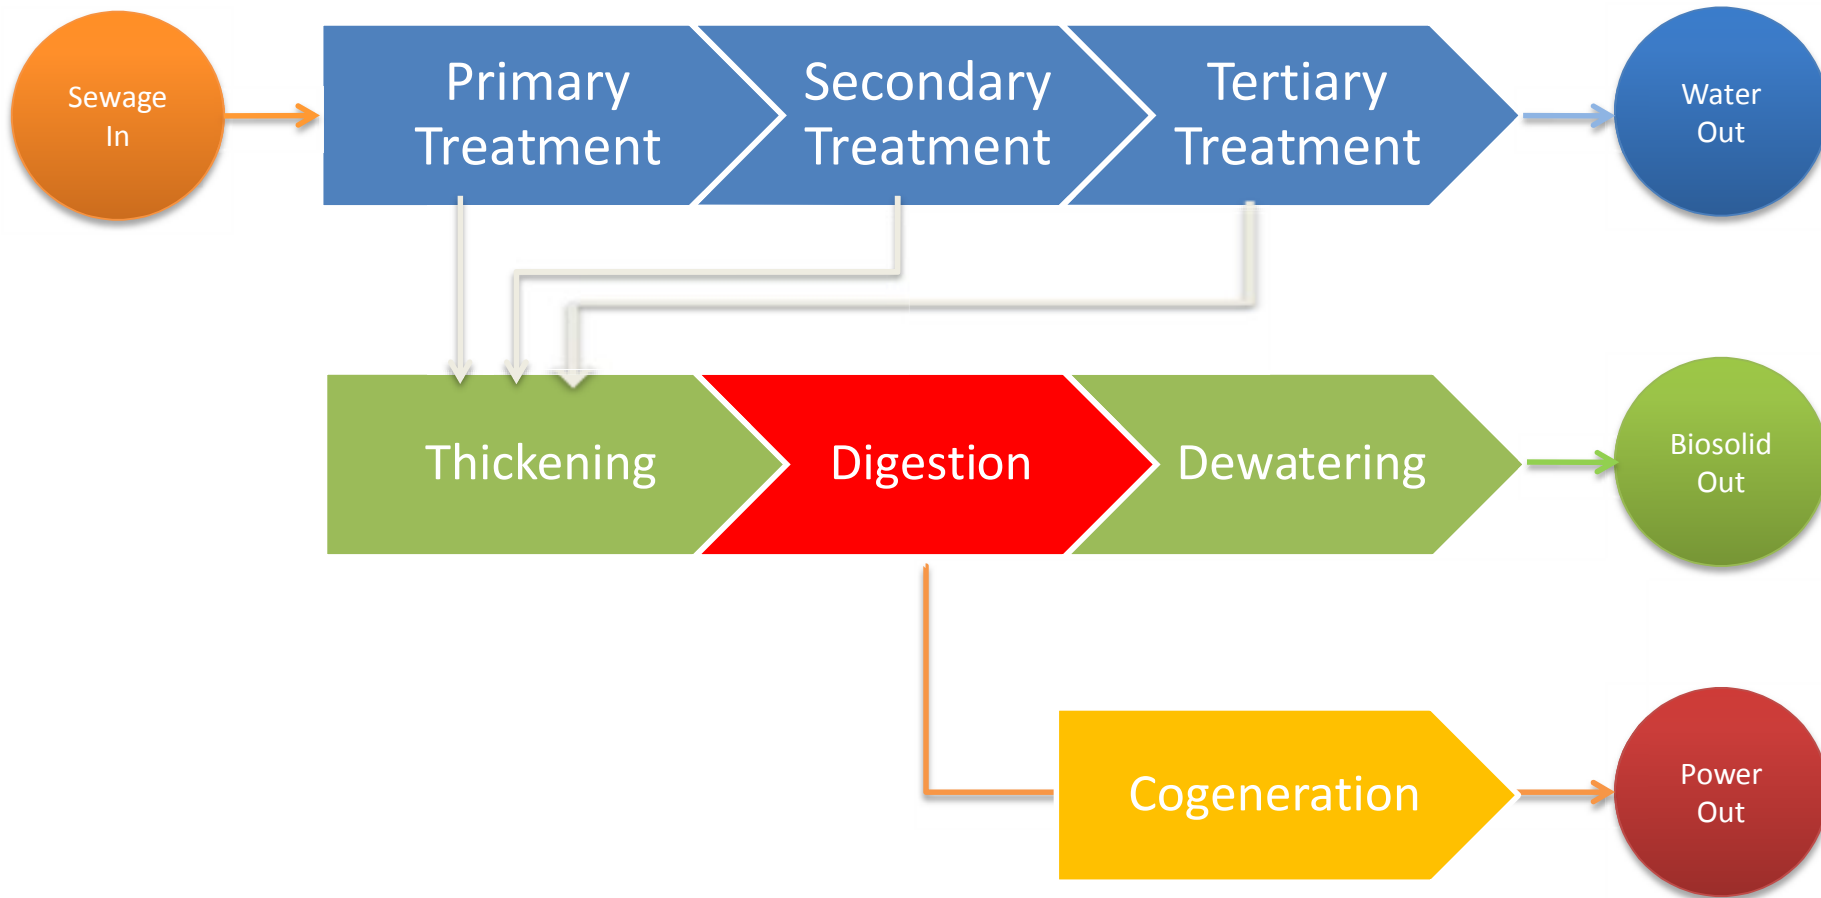 Sewage
In
Primary
Treatment
Secondary
Treatment
Tertiary
Treatment
Water
Out
Thickening
Digestion
Dewatering
Biosolid
Out
Cogeneration
Power
Out